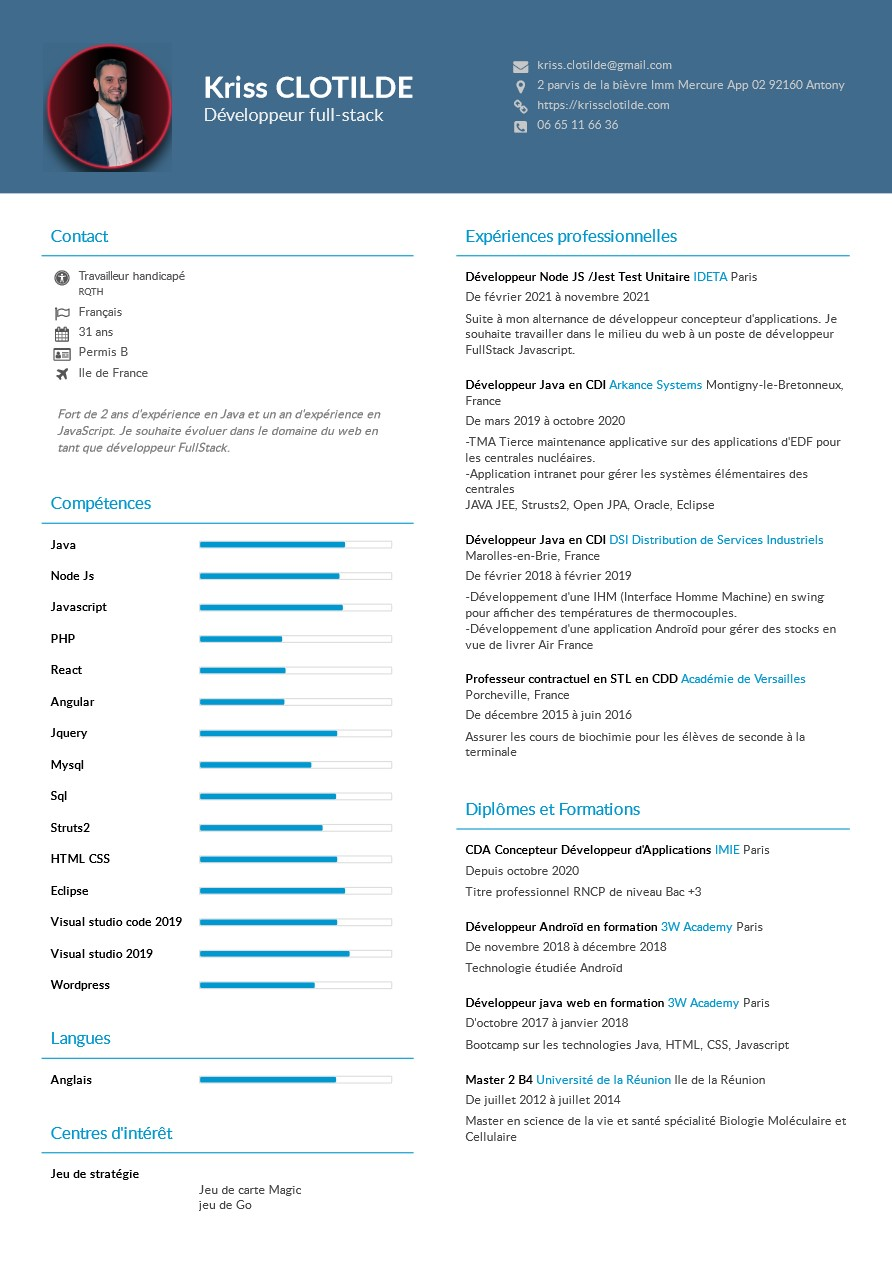 Kriss CLOTILDE
Développeur full-stack
kriss.clotilde@gmail.com
2 parvis de la bièvre Imm Mercure App 02 92160 Antony
https://krissclotilde.com
06 65 11 66 36
Contact
Travailleur handicapé
RQTH
Français
31 ans
Permis B
Ile de France
Fort de 2 ans d'expérience en Java et un an d'expérience en
JavaScript. Je souhaite évoluer dans le domaine du web en
tant que développeur FullStack.
Compétences
Java
Node Js
Javascript
PHP
React
Angular
Jquery
Mysql
Sql
Struts2
HTML CSS
Eclipse
Visual studio code 2019
Visual studio 2019
Wordpress
Langues
Anglais
Centres d'intérêt
Jeu de stratégie
Jeu de carte Magic
jeu de Go
Expériences professionnelles
Développeur Node JS /Jest Test Unitaire IDETA Paris
De février 2021 à novembre 2021
Suite à mon alternance de développeur concepteur d'applications. Je
souhaite travailler dans le milieu du web à un poste de développeur
FullStack Javascript.
Développeur Java en CDI Arkance Systems Montigny-le-Bretonneux,
France
De mars 2019 à octobre 2020
-TMA Tierce maintenance applicative sur des applications d'EDF pour
les centrales nucléaires.
-Application intranet pour gérer les systèmes élémentaires des
centrales
JAVA JEE, Strusts2, Open JPA, Oracle, Eclipse
Développeur Java en CDI DSI Distribution de Services Industriels
Marolles-en-Brie, France
De février 2018 à février 2019
-Développement d'une IHM (Interface Homme Machine) en swing
pour afficher des températures de thermocouples.
-Développement d'une application Androïd pour gérer des stocks en
vue de livrer Air France
Professeur contractuel en STL en CDD Académie de Versailles
Porcheville, France
De décembre 2015 à juin 2016
Assurer les cours de biochimie pour les élèves de seconde à la
terminale
Diplômes et Formations
CDA Concepteur Développeur d'Applications IMIE Paris
Depuis octobre 2020
Titre professionnel RNCP de niveau Bac +3
Développeur Androïd en formation 3W Academy Paris
De novembre 2018 à décembre 2018
Technologie étudiée Androïd
Développeur java web en formation 3W Academy Paris
D'octobre 2017 à janvier 2018
Bootcamp sur les technologies Java, HTML, CSS, Javascript
Master 2 B4 Université de la Réunion Ile de la Réunion
De juillet 2012 à juillet 2014
Master en science de la vie et santé spécialité Biologie Moléculaire et
Cellulaire